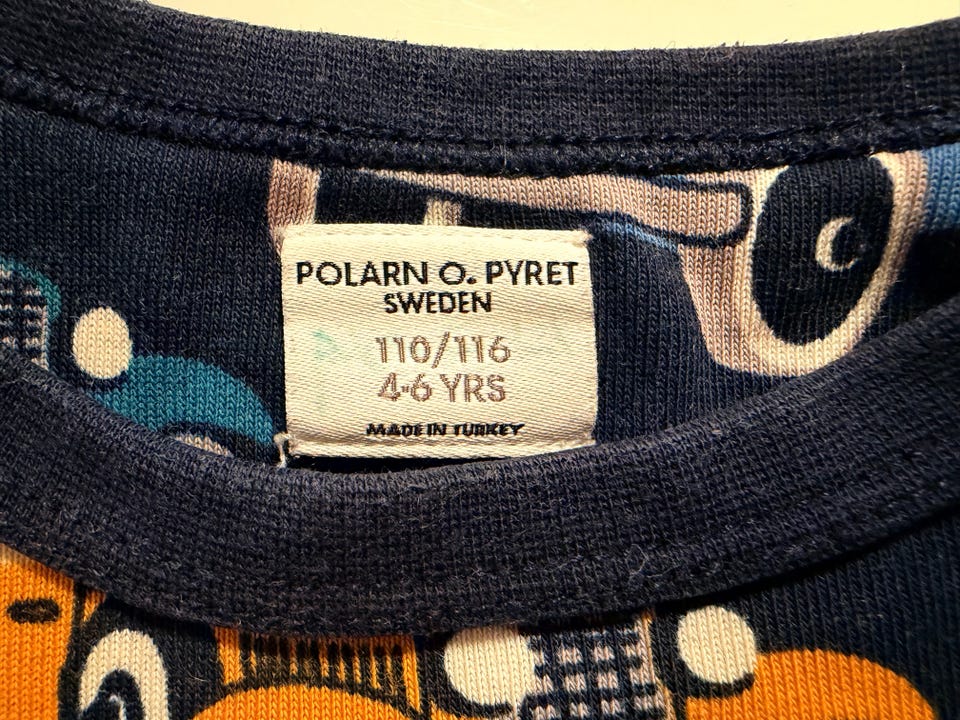 POLARN O. PYRET
SWEDEN
110/116
4-6 YRS
MADE IN TURKEY